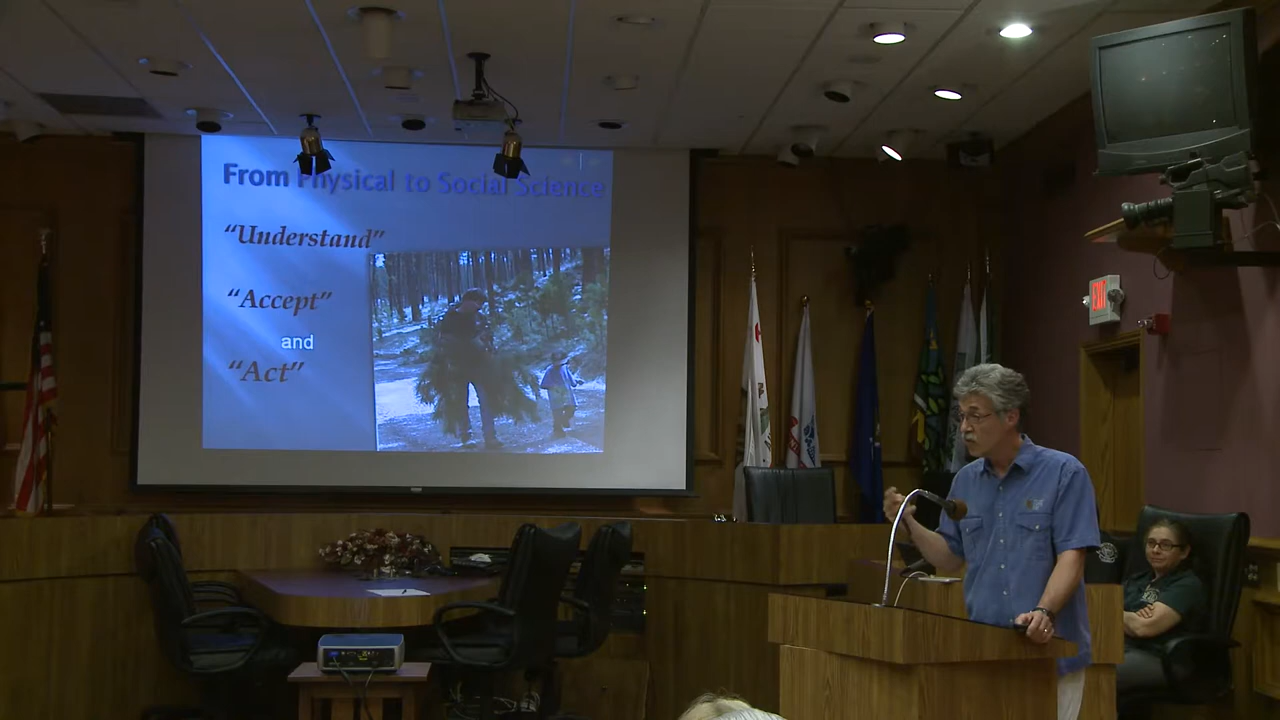 From Physical to Social Science
“Understand”
“Accept”
and
“Act”
EXIT